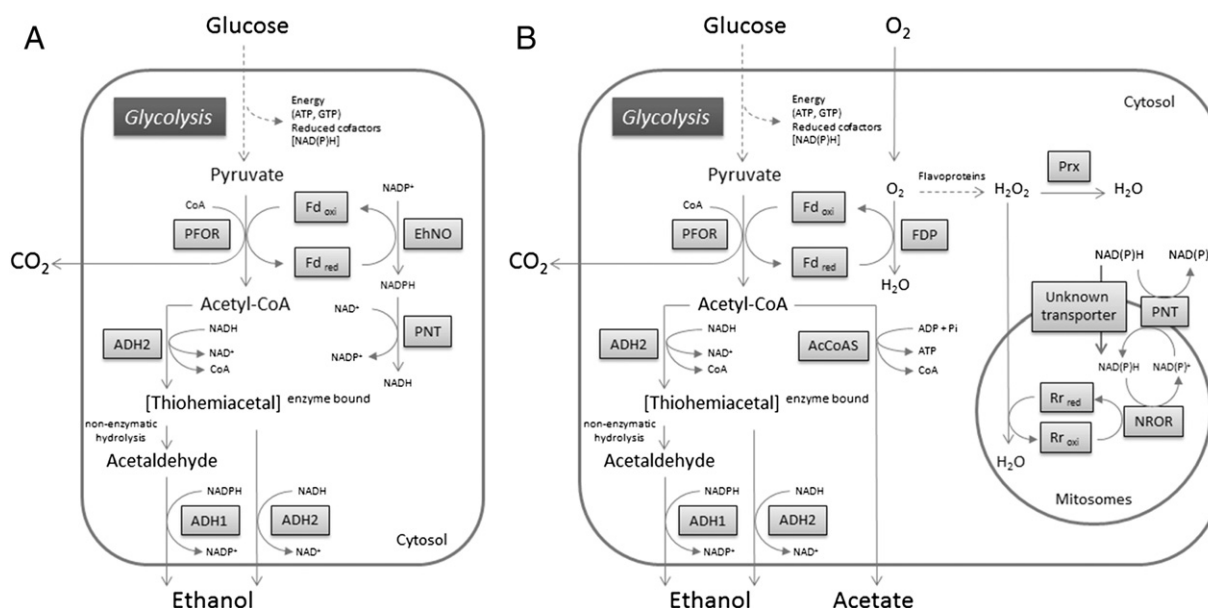 A
Glucose
Glycolysis
Energy
(ATP, GTP)
Reduced cofactors
[NAD(P)H]
Pyruvate
NADP⁺
CoA
Fd oxi
PFOR
EhNO
CO₂
Fd red
NADPH
Acetyl-CoA
NAD⁺
NADH
PNT
ADH2
NAD⁺
NADP⁺
CoA
NADH
[Thiohemiacetal] enzyme bound
non-enzymatic
hydrolysis
Acetaldehyde
NADPH
NADH
ADH1
ADH2
NADP⁺
NAD⁺
Cytosol
Ethanol
B
Glucose
O₂
Cytosol
Glycolysis
Energy
(ATP, GTP)
Reduced cofactors
[NAD(P)H]
Pyruvate
O₂
Flavoproteins
H₂O₂
Prx
H₂O
CoA
Fd oxi
PFOR
FDP
CO₂
Fd red
H₂O
NAD(P)H
NAD(P)
Acetyl-CoA
Unknown
transporter
PNT
NADH
ADP + Pi
ADH2
NAD⁺
AcCoAS
ATP
CoA
CoA
NAD(P)H
NAD(P)⁺
[Thiohemiacetal] enzyme bound
Rr red
NROR
Rr oxi
non-enzymatic
hydrolysis
Acetaldehyde
H₂O
Mitosomes
NADPH
NADH
ADH1
ADH2
NADP⁺
NAD⁺
Ethanol
Acetate